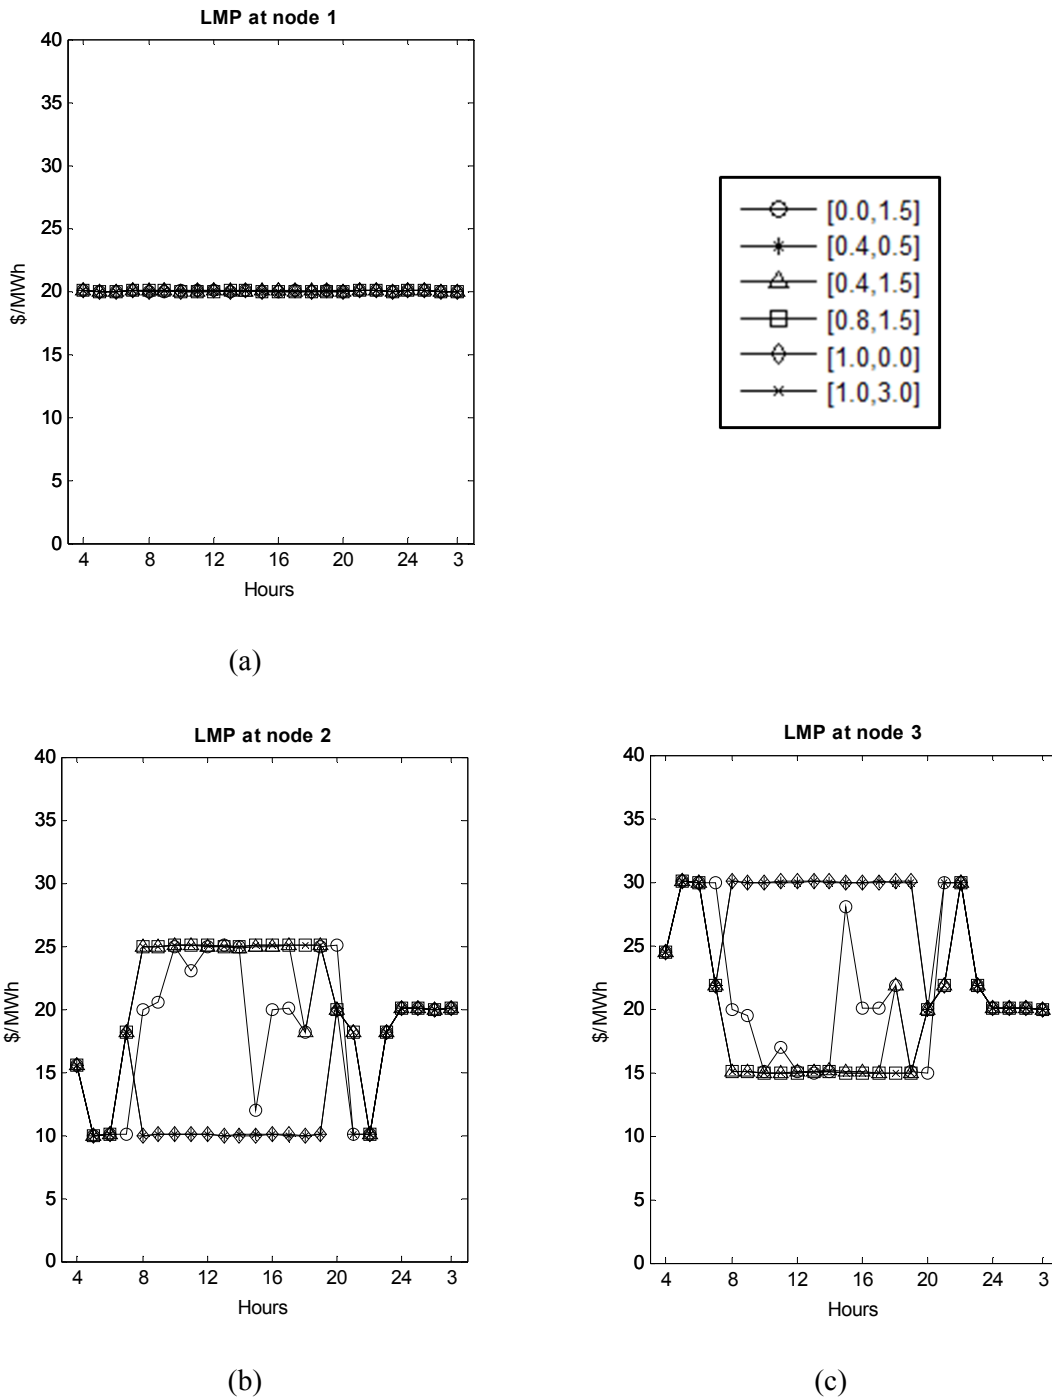 LMP at node 1
40
35
30
25
20
15
10
5
0
$/MWh
4 8 12 16 20 24 3
Hours
(a)
[0.0,1.5]
[0.4,0.5]
[0.4,1.5]
[0.8,1.5]
[1.0,0.0]
[1.0,3.0]
LMP at node 2
40
35
30
25
20
15
10
5
0
$/MWh
4 8 12 16 20 24 3
Hours
(b)
LMP at node 3
40
35
30
25
20
15
10
5
0
$/MWh
4 8 12 16 20 24 3
Hours
(c)